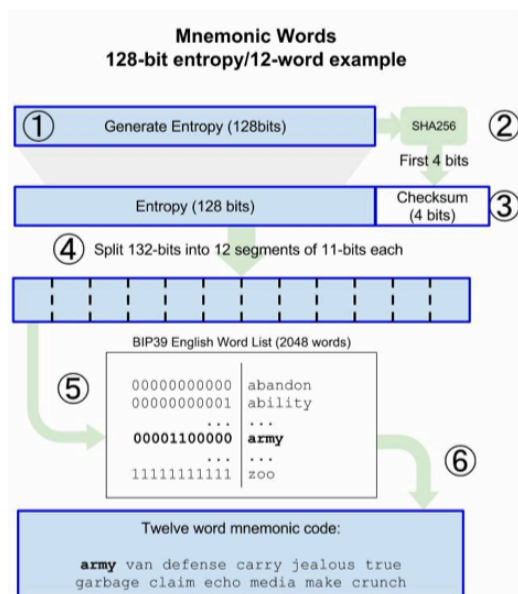 Mnemonic Words
128-bit entropy/12-word example
① Generate Entropy (128bits)
SHA256 ②
First 4 bits
Entropy (128 bits)
Checksum
(4 bits) ③
④ Split 132-bits into 12 segments of 11-bits each
BIP39 English Word List (2048 words)
⑤
00000000000 abandon
00000000001 ability
... ...
00001100000 army
... ...
11111111111 zoo
⑥
Twelve word mnemonic code:
army van defense carry jealous true
garbage claim echo media make crunch